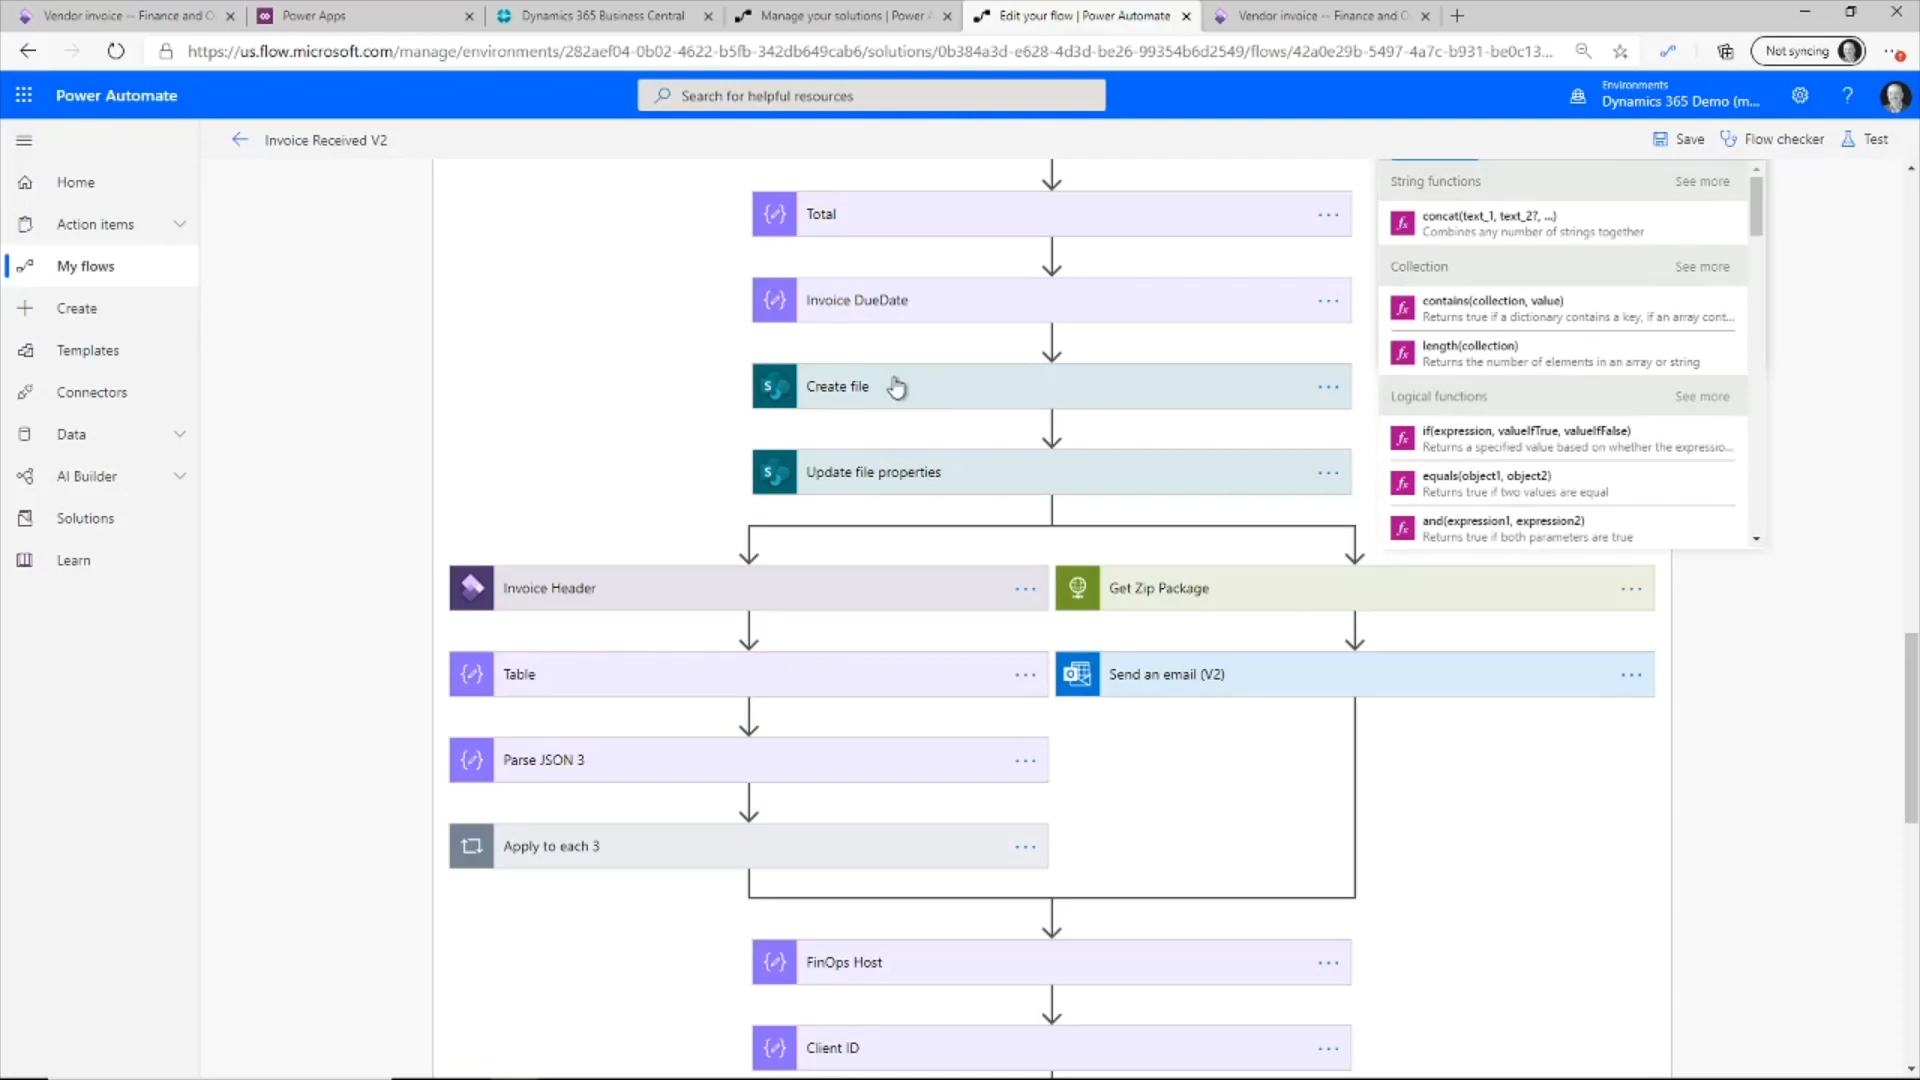 Vendor invoice -- Finance and O
Power Apps
Dynamics 365 Business Central
Manage your solutions | Power A
Edit your flow | Power Automate
Vendor invoice -- Finance and O
https://us.flow.microsoft.com/manage/environments/282aef04-0b02-4622-b5fb-342db649cab6/solutions/0b384a3d-e628-4d3d-be26-99354b6d2549/flows/42a0e29b-5497-4a7c-b931-be0c13...
Not syncing
Power Automate
Search for helpful resources
Environments
Dynamics 365 Demo (m...
Invoice Received V2
Save
Flow checker
Test
Home
Action items
My flows
Create
Templates
Connectors
Data
AI Builder
Solutions
Learn
Total
Invoice DueDate
Create file
Update file properties
Invoice Header
Get Zip Package
Table
Send an email (V2)
Parse JSON 3
Apply to each 3
FinOps Host
Client ID
String functions
See more
concat(text_1, text_2?, ...)
Combines any number of strings together
Collection
See more
contains(collection, value)
Returns true if a dictionary contains a key, if an array cont...
length(collection)
Returns the number of elements in an array or string
Logical functions
See more
if(expression, valueIfTrue, valueIfFalse)
Returns a specified value based on whether the expressio...
equals(object1, object2)
Returns true if two values are equal
and(expression1, expression2)
Returns true if both parameters are true